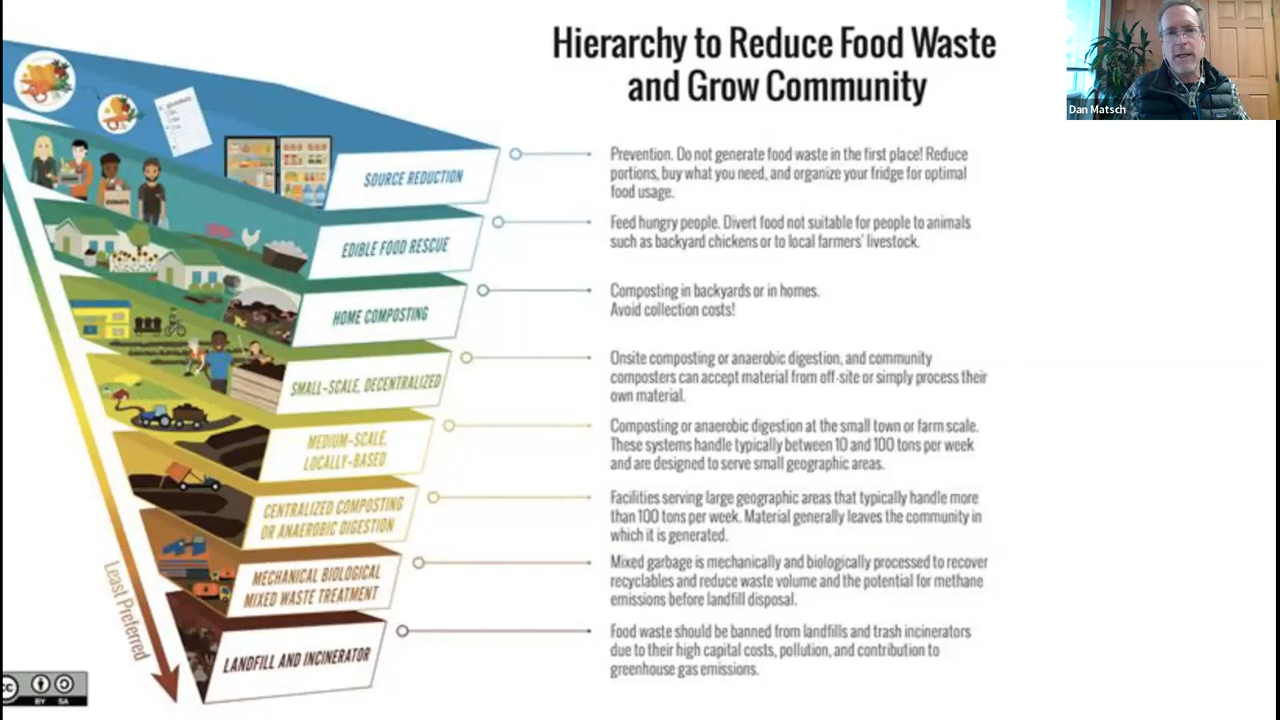 Hierarchy to Reduce Food Waste
and Grow Community
Dan Matsch
SOURCE REDUCTION
Prevention. Do not generate food waste in the first place! Reduce
portions, buy what you need, and organize your fridge for optimal
food usage.
DONATE
EDIBLE FOOD RESCUE
Feed hungry people. Divert food not suitable for people to animals
such as backyard chickens or to local farmers' livestock.
HOME COMPOSTING
Composting in backyards or in homes.
Avoid collection costs!
SMALL-SCALE, DECENTRALIZED
Onsite composting or anaerobic digestion, and community
composters can accept material from off-site or simply process their
own material.
MEDIUM-SCALE,
LOCALLY-BASED
Composting or anaerobic digestion at the small town or farm scale.
These systems handle typically between 10 and 100 tons per week
and are designed to serve small geographic areas.
CENTRALIZED COMPOSTING
OR ANAEROBIC DIGESTION
Facilities serving large geographic areas that typically handle more
than 100 tons per week. Material generally leaves the community in
which it is generated.
MECHANICAL BIOLOGICAL
MIXED WASTE TREATMENT
Mixed garbage is mechanically and biologically processed to recover
recyclables and reduce waste volume and the potential for methane
emissions before landfill disposal.
LANDFILL AND INCINERATOR
Food waste should be banned from landfills and trash incinerators
due to their high capital costs, pollution, and contribution to
greenhouse gas emissions.
Least Preferred
cc
BY SA